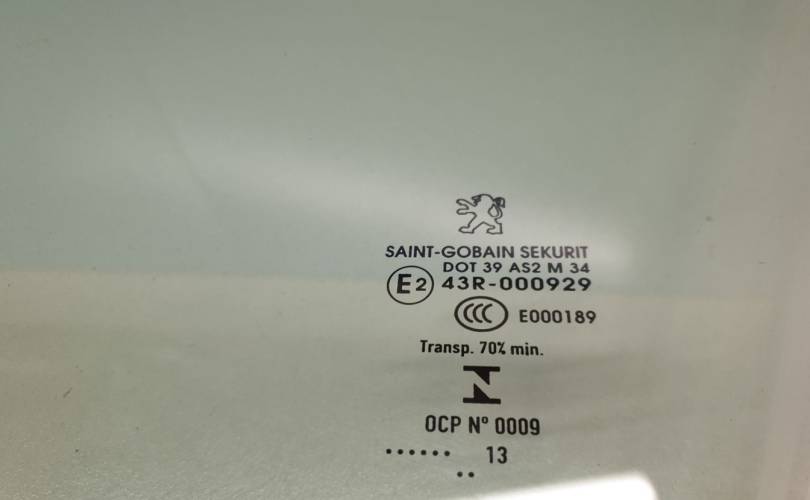 SAINT-GOBAIN SEKURIT
DOT 39 AS2 M 34
E2 43R-000929
CCC E000189
Transp. 70% min.
N
OCP Nº 0009
...... 13
..